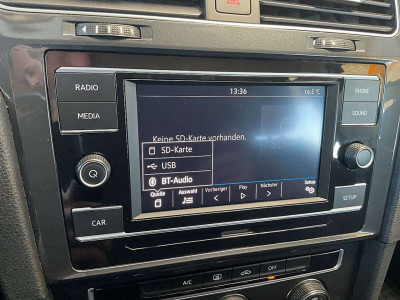 RADIO
MEDIA
CAR
PHONE
SOUND
SETUP
13:36
16.5 °C
Keine SD-Karte vorhanden.
SD-Karte
USB
BT-Audio
Quelle Auswahl Vorheriger Play Nächster Setup
A/C OFF